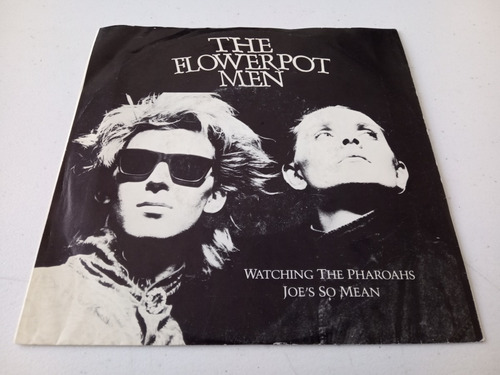 THE
FLOWERPOT
MEN
WATCHING THE PHAROAHS
JOE'S SO MEAN